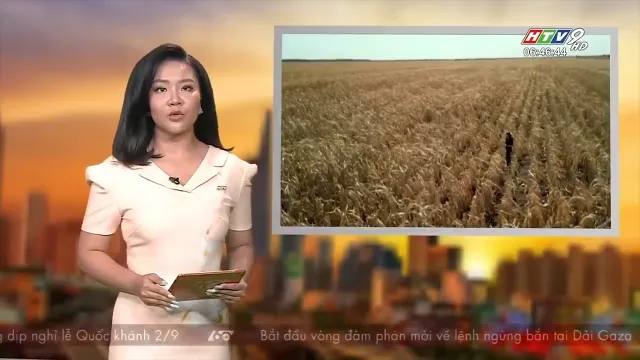 HTV9
HD
06:46:44
dịp nghỉ lễ Quốc khánh 2/9
Bắt đầu vòng đàm phán mới về lệnh ngừng bắn tại Dải Gaza